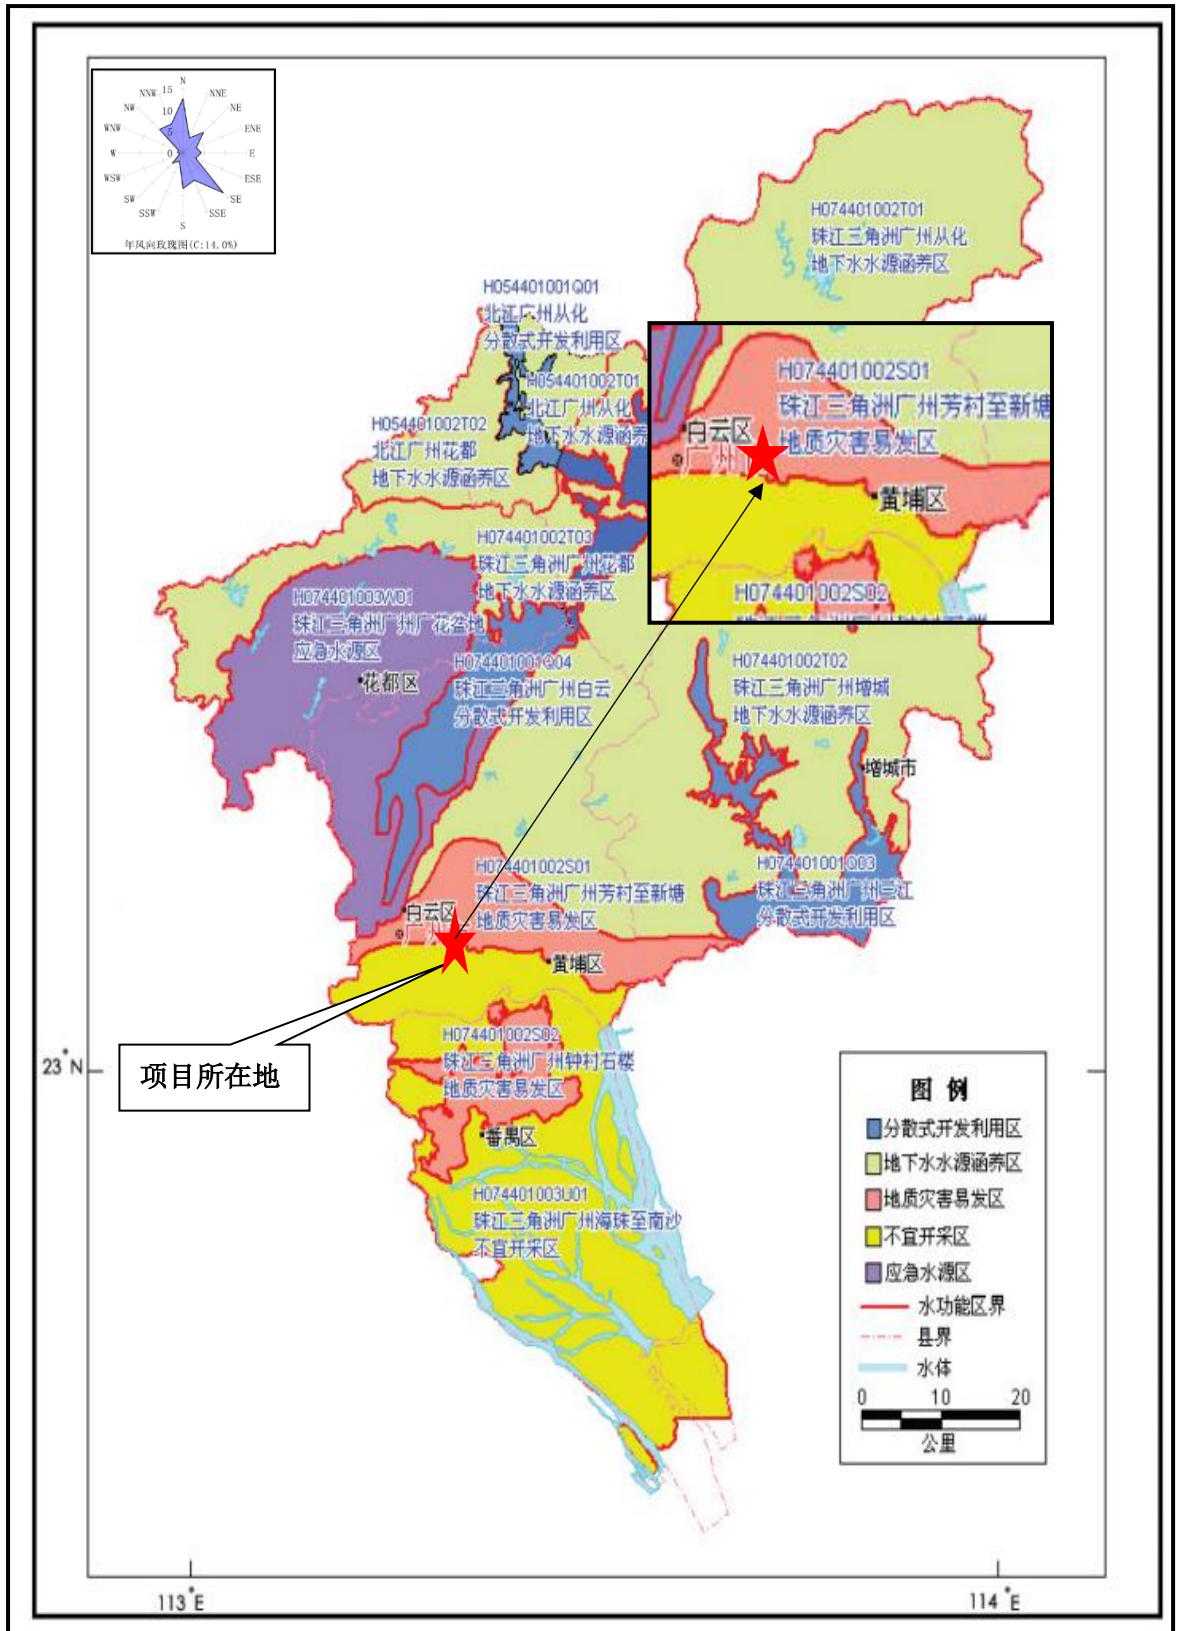 N
NNE
NE
ENE
E
ESE
SE
SSE
S
SSW
SW
WSW
W
WNW
NW
NNW
15
10
5
0
年风向玫瑰图(C:14.0%)
H074401002T01
珠江三角洲广州从化
地下水水源涵养区
H054401001Q01
北江广州从化
分散式开发利用区
H054401002T01
北江广州从化
地下水水源涵养
H054401002T02
北江广州花都
地下水水源涵养区
H074401002S01
珠江三角洲广州芳村至新塘
地质灾害易发区
白云区
广州
黄埔区
H074401002S02
H074401002T03
珠江三角洲广州花都
地下水水源涵养区
H074401003W01
珠江三角洲广州广花盆地
应急水源区
花都区
H074401001Q04
珠江三角洲广州白云
分散式开发利用区
H074401002T02
珠江三角洲广州增城
地下水水源涵养区
增城市
H074401001Q03
珠江三角洲广州三江
分散式开发利用区
H074401002S01
珠江三角洲广州芳村至新塘
地质灾害易发区
白云区
广州
黄埔区
项目所在地
H074401002S02
珠江三角洲广州钟村石楼
地质灾害易发区
番禺区
H074401003U01
珠江三角洲广州海珠至南沙
不宜开采区
23°N
图例
分散式开发利用区
地下水水源涵养区
地质灾害易发区
不宜开采区
应急水源区
水功能区界
县界
水体
0 10 20
公里
113°E
114°E